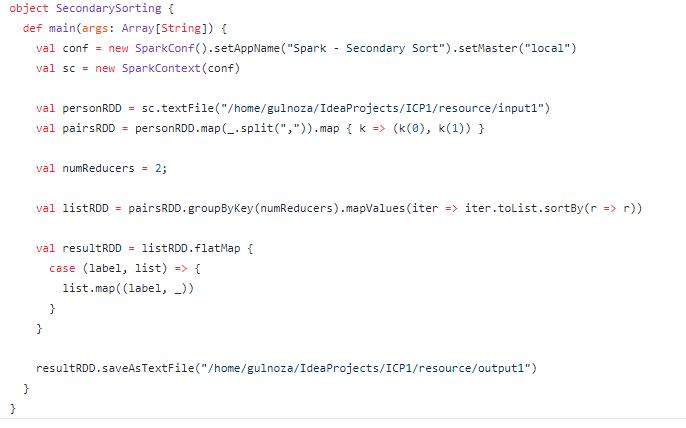 object SecondarySorting {
  def main(args: Array[String]) {
    val conf = new SparkConf().setAppName("Spark - Secondary Sort").setMaster("local")
    val sc = new SparkContext(conf)

    val personRDD = sc.textFile("/home/gulnoza/IdeaProjects/ICP1/resource/input1")
    val pairsRDD = personRDD.map(_.split(",")).map { k => (k(0), k(1)) }

    val numReducers = 2;

    val listRDD = pairsRDD.groupByKey(numReducers).mapValues(iter => iter.toList.sortBy(r => r))

    val resultRDD = listRDD.flatMap {
      case (label, list) => {
        list.map((label, _))
      }
    }

    resultRDD.saveAsTextFile("/home/gulnoza/IdeaProjects/ICP1/resource/output1")
  }
}